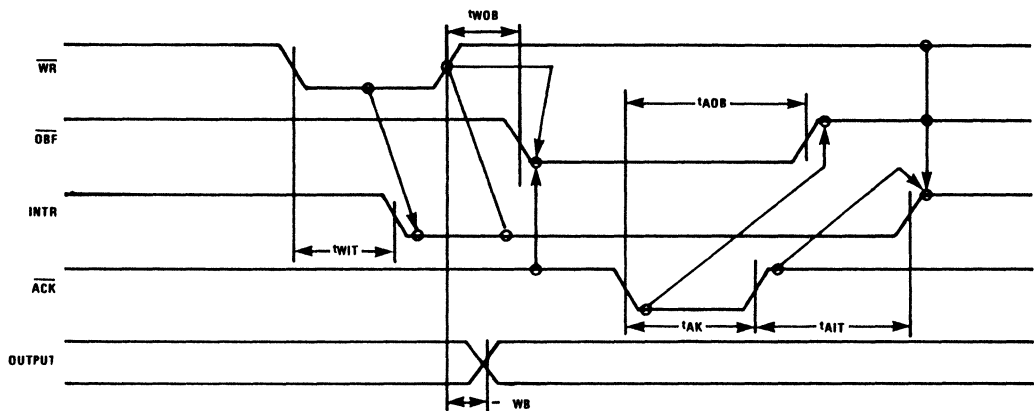 tWOB
WR
tAOB
OBF
INTR
tWIT
ACK
tAK
tAIT
OUTPUT
WB